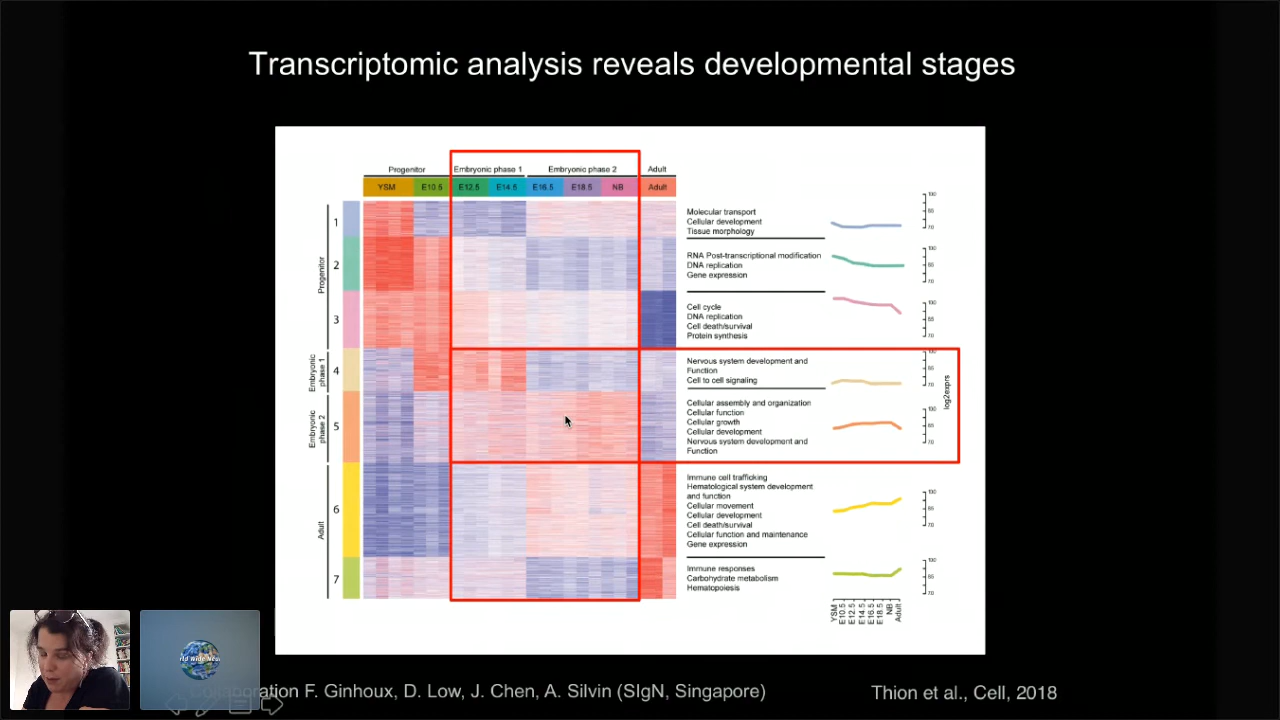 Transcriptomic analysis reveals developmental stages
Progenitor
Embryonic phase 1
Embryonic phase 2
Adult
YSM
E10.5
E12.5
E14.5
E16.5
E18.5
NB
Adult
Progenitor
Embryonic
phase 1
Embryonic
phase 2
Adult
1
2
3
4
5
6
7
Molecular transport
Cellular development
Tissue morphology
RNA Post-transcriptional modification
DNA replication
Gene expression
Cell cycle
DNA replication
Cell death/survival
Protein synthesis
Nervous system development and
Function
Cell to cell signaling
Cellular assembly and organization
Cellular function
Cellular growth
Cellular development
Nervous system development and
Function
Immune cell trafficking
Hematological system development
and function
Cellular movement
Cellular development
Cell death/survival
Cellular function and maintenance
Gene expression
Immune responses
Carbohydrate metabolism
Hematopoiesis
log2exprs
YSM
E10.5
E12.5
E14.5
E16.5
E18.5
NB
Adult
Collaboration F. Ginhoux, D. Low, J. Chen, A. Silvin (SIgN, Singapore)
Thion et al., Cell, 2018